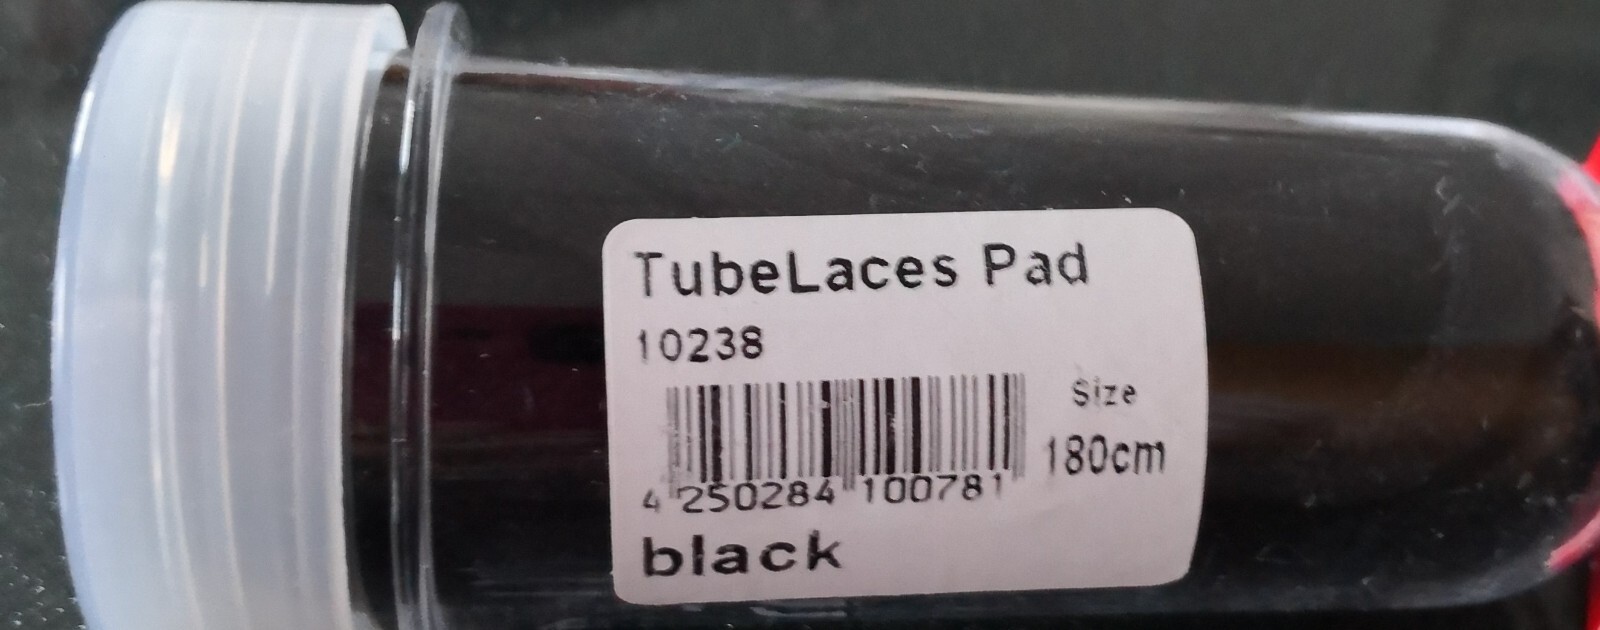 TubeLaces Pad
10238
Size
180cm
4 250284 100781
black